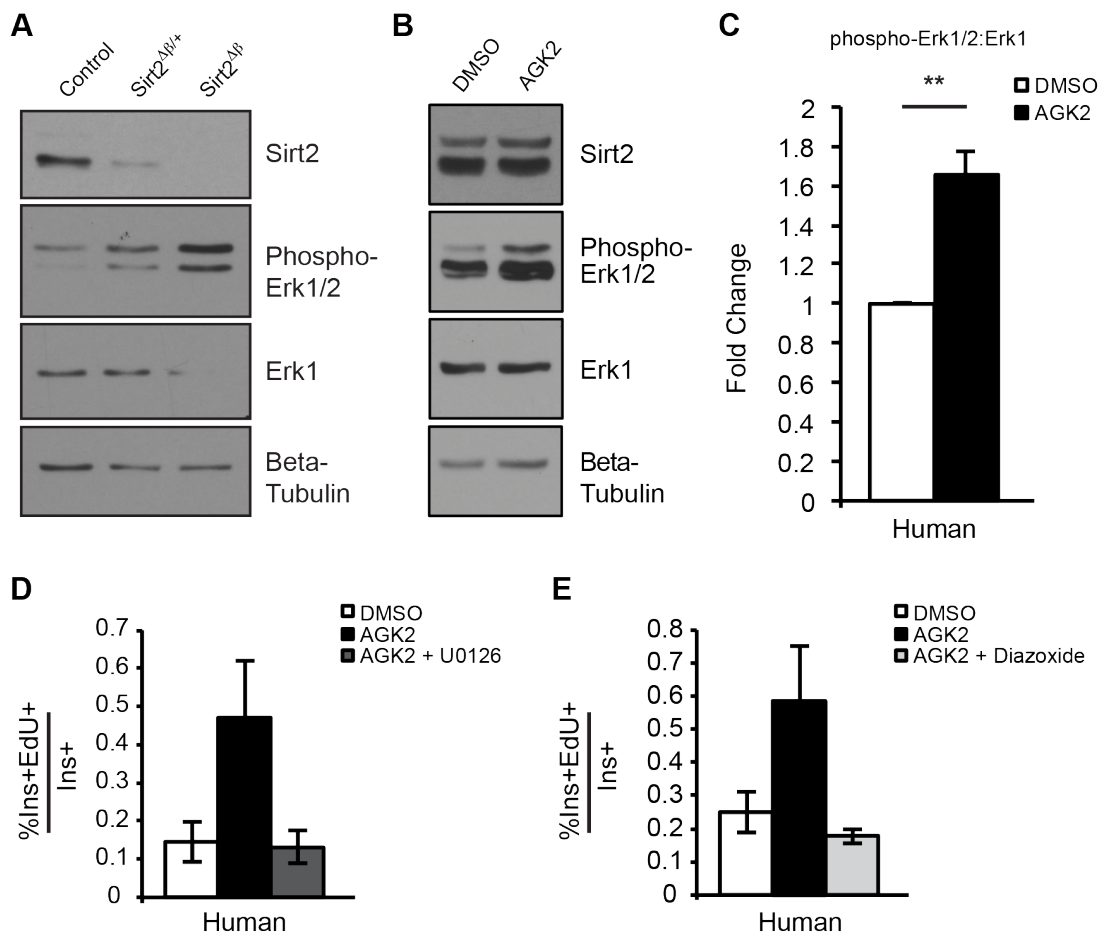 A
Control
Sirt2Δβ/+
Sirt2Δβ
Sirt2
Phospho-
Erk1/2
Erk1
Beta-
Tubulin
B
DMSO
AGK2
Sirt2
Phospho-
Erk1/2
Erk1
Beta-
Tubulin
C
phospho-Erk1/2:Erk1
**
DMSO
AGK2
Fold Change
2
1.8
1.6
1.4
1.2
1
0.8
0.6
0.4
0.2
0
Human
D
DMSO
AGK2
AGK2 + U0126
%Ins+EdU+
Ins+
0.7
0.6
0.5
0.4
0.3
0.2
0.1
0
Human
E
DMSO
AGK2
AGK2 + Diazoxide
%Ins+EdU+
Ins+
0.8
0.7
0.6
0.5
0.4
0.3
0.2
0.1
0
Human